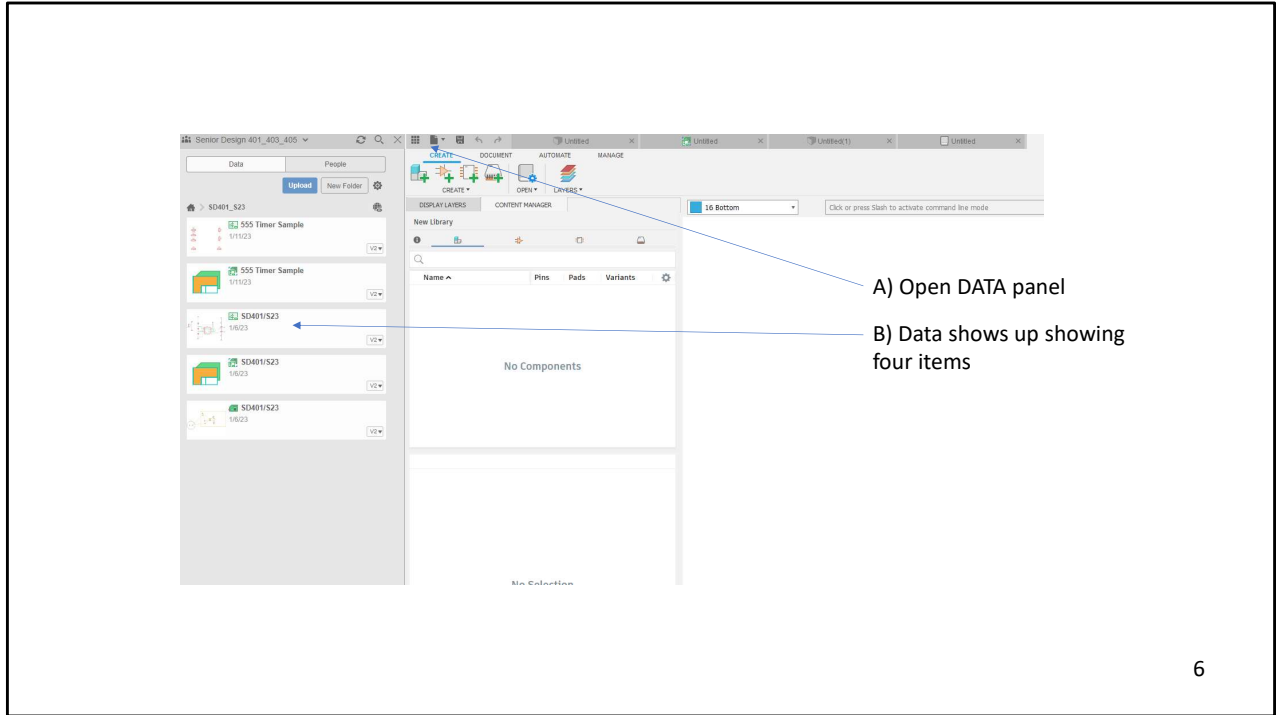 Senior Design 401_403_405
Untitled
Untitled
Untitled(1)
Untitled
Data
People
CREATE
DOCUMENT
AUTOMATE
MANAGE
Upload
New Folder
CREATE
OPEN
LAYERS
SD401_S23
DISPLAY LAYERS
CONTENT MANAGER
16 Bottom
Click or press Slash to activate command line mode
New Library
555 Timer Sample
1/11/23
V2
555 Timer Sample
1/11/23
V2
Name
Pins
Pads
Variants
A) Open DATA panel
SD401/S23
1/6/23
V2
B) Data shows up showing
four items
SD401/S23
1/6/23
V2
No Components
SD401/S23
1/6/23
V2
No Selection
6